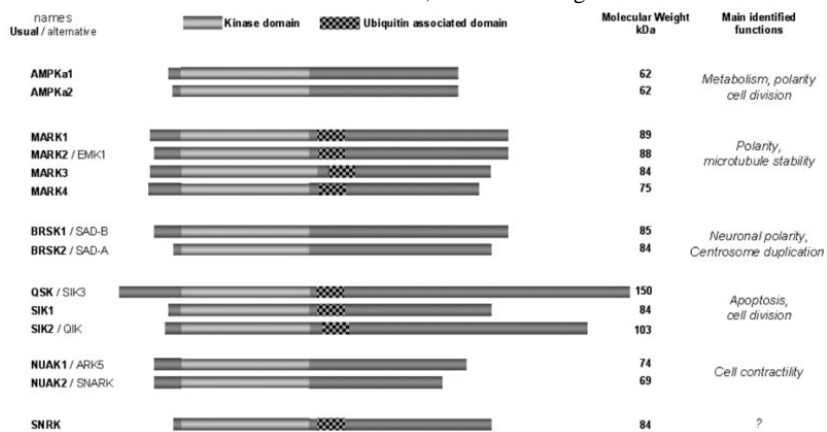 names
Usual / alternative
Kinase domain
Ubiquitin associated domain
Molecular Weight
kDa
Main identified
functions
AMPKa1
62
AMPKa2
62
Metabolism, polarity
cell division
MARK1
89
MARK2 / EMK1
88
MARK3
84
MARK4
75
Polarity,
microtubule stability
BRSK1 / SAD-B
85
BRSK2 / SAD-A
84
Neuronal polarity,
Centrosome duplication
QSK / SIK3
150
SIK1
84
SIK2 / QIK
103
Apoptosis,
cell division
NUAK1 / ARK5
74
NUAK2 / SNARK
69
Cell contractility
SNRK
84
?